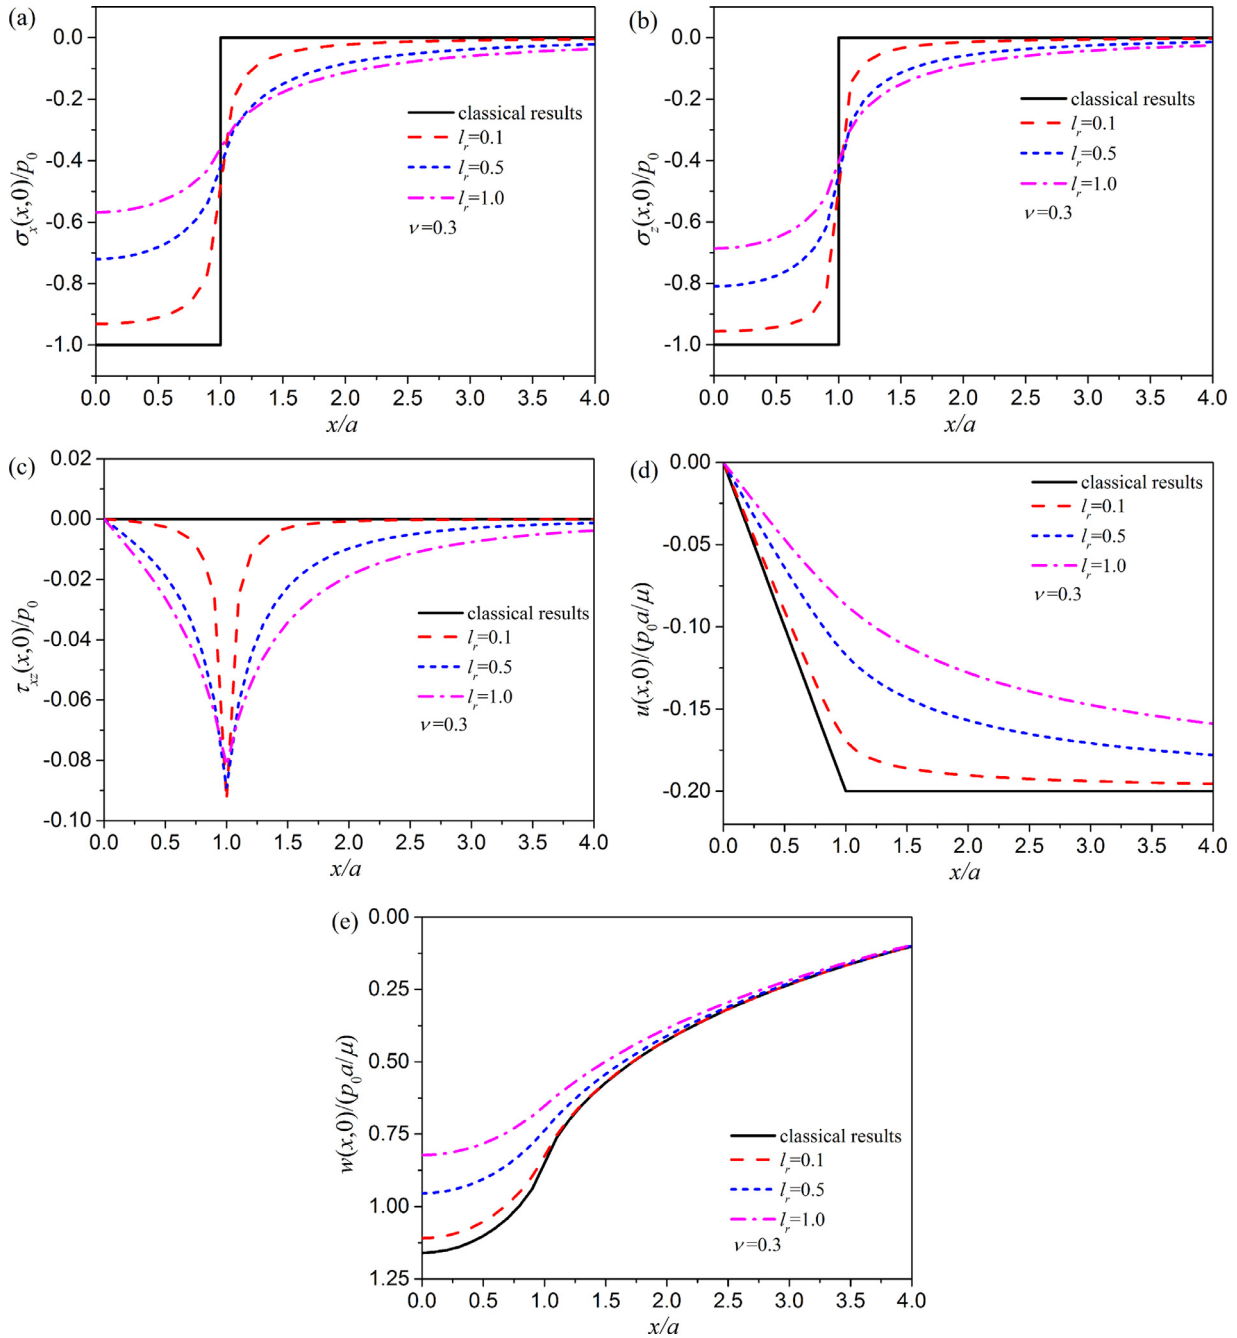 (a)
0.0
-0.2
-0.4
-0.6
-0.8
-1.0
σx(x,0)/p0
0.0 0.5 1.0 1.5 2.0 2.5 3.0 3.5 4.0
x/a
classical results
lr=0.1
lr=0.5
lr=1.0
ν=0.3
(b)
0.0
-0.2
-0.4
-0.6
-0.8
-1.0
σz(x,0)/p0
0.0 0.5 1.0 1.5 2.0 2.5 3.0 3.5 4.0
x/a
classical results
lr=0.1
lr=0.5
lr=1.0
ν=0.3
(c)
0.02
0.00
-0.02
-0.04
-0.06
-0.08
-0.10
τxz(x,0)/p0
0.0 0.5 1.0 1.5 2.0 2.5 3.0 3.5 4.0
x/a
classical results
lr=0.1
lr=0.5
lr=1.0
ν=0.3
(d)
0.00
-0.05
-0.10
-0.15
-0.20
u(x,0)/(p0a/μ)
0.0 0.5 1.0 1.5 2.0 2.5 3.0 3.5 4.0
x/a
classical results
lr=0.1
lr=0.5
lr=1.0
ν=0.3
(e)
0.00
0.25
0.50
0.75
1.00
1.25
w(x,0)/(p0a/μ)
0.0 0.5 1.0 1.5 2.0 2.5 3.0 3.5 4.0
x/a
classical results
lr=0.1
lr=0.5
lr=1.0
ν=0.3